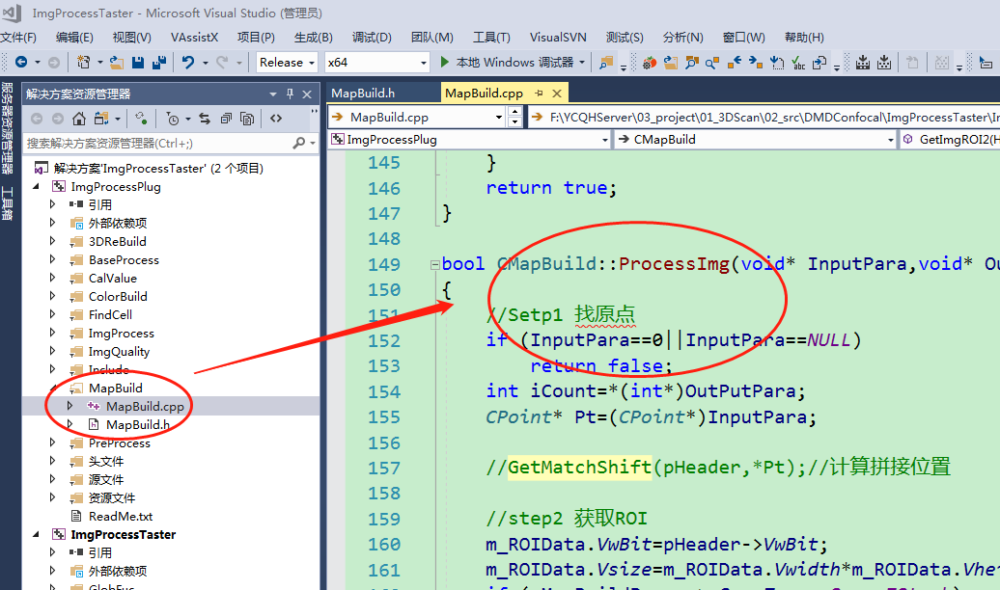 ImgProcessTaster - Microsoft Visual Studio (管理员)
文件(F) 编辑(E) 视图(V) VAssistX 项目(P) 生成(B) 调试(D) 团队(M) 工具(T) VisualSVN 测试(S) 分析(N) 窗口(W) 帮助(H)
Release x64 本地 Windows 调试器
服务器资源管理器
工具箱
解决方案资源管理器
搜索解决方案资源管理器(Ctrl+;)
解决方案'ImgProcessTaster' (2 个项目)
ImgProcessPlug
引用
外部依赖项
3DReBuild
BaseProcess
CalValue
ColorBuild
FindCell
ImgProcess
ImgQuality
Include
MapBuild
MapBuild.cpp
MapBuild.h
PreProcess
头文件
源文件
资源文件
ReadMe.txt
ImgProcessTaster
引用
外部依赖项
GlobFuc
MapBuild.h MapBuild.cpp
MapBuild.cpp F:\YCQHServer\03_project\01_3DScan\02_src\DMDConfocal\ImgProcessTaster\Im
ImgProcessPlug CMapBuild GetImgROI2(H
145 }
146 return true;
147 }
148
149 bool CMapBuild::ProcessImg(void* InputPara,void* Ou
150 {
151 //Setp1 找原点
152 if (InputPara==0||InputPara==NULL)
153 return false;
154 int iCount=*(int*)OutPutPara;
155 CPoint* Pt=(CPoint*)InputPara;
156
157 //GetMatchShift(pHeader,*Pt);//计算拼接位置
158
159 //step2 获取ROI
160 m_ROIData.VwBit=pHeader->VwBit;
161 m_ROIData.Vsize=m_ROIData.Vwidth*m_ROIData.Vhe